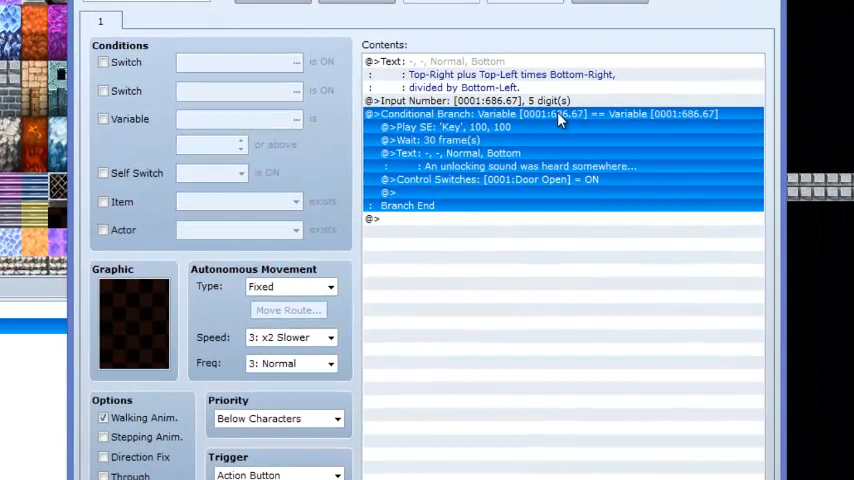 1
Conditions
Switch
... is ON
Switch
... is ON
Variable
... is
or above
Self Switch
is ON
Item
exists
Actor
exists
Graphic
Autonomous Movement
Type: Fixed
Move Route...
Speed: 3: x2 Slower
Freq: 3: Normal
Options
Walking Anim.
Stepping Anim.
Direction Fix
Through
Priority
Below Characters
Trigger
Action Button
Contents:
@>Text: -, -, Normal, Bottom
: : Top-Right plus Top-Left times Bottom-Right,
: : divided by Bottom-Left.
@>Input Number: [0001:686.67], 5 digit(s)
@>Conditional Branch: Variable [0001:686.67] == Variable [0001:686.67]
@>Play SE: 'Key', 100, 100
@>Wait: 30 frame(s)
@>Text: -, -, Normal, Bottom
: : An unlocking sound was heard somewhere...
@>Control Switches: [0001:Door Open] = ON
@>
: Branch End
@>